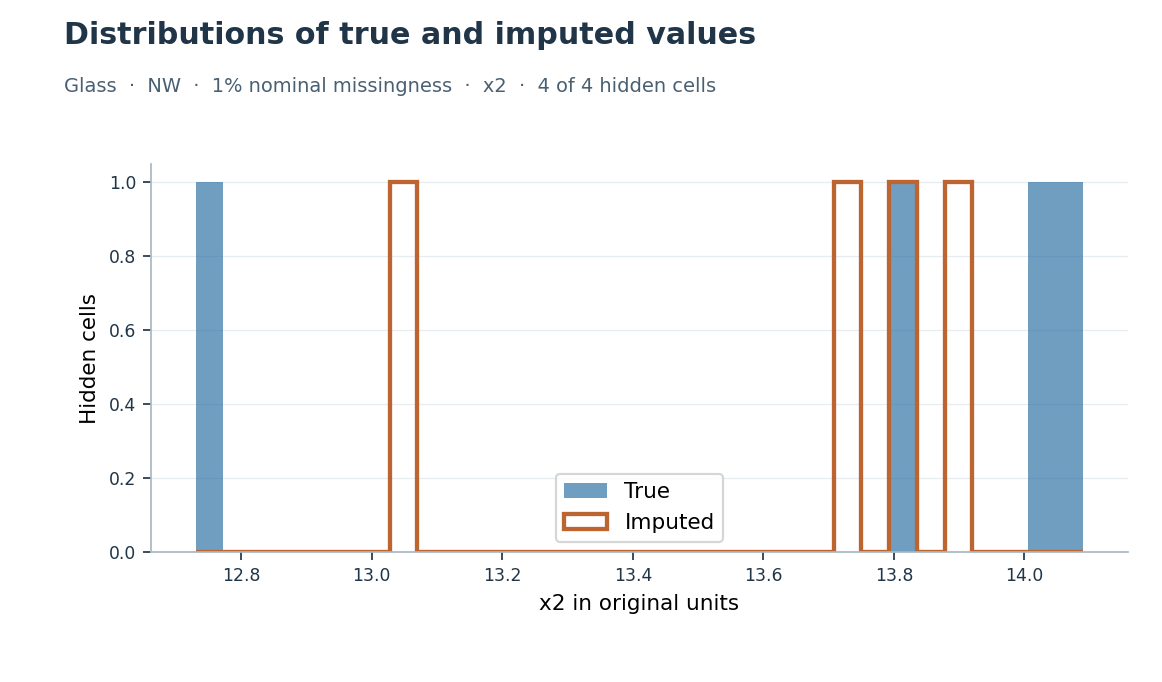 Distributions of true and imputed values
Glass · NW · 1% nominal missingness · x2 · 4 of 4 hidden cells
1.0
0.8
0.6
0.4
0.2
0.0
Hidden cells
True
Imputed
12.8 13.0 13.2 13.4 13.6 13.8 14.0
x2 in original units